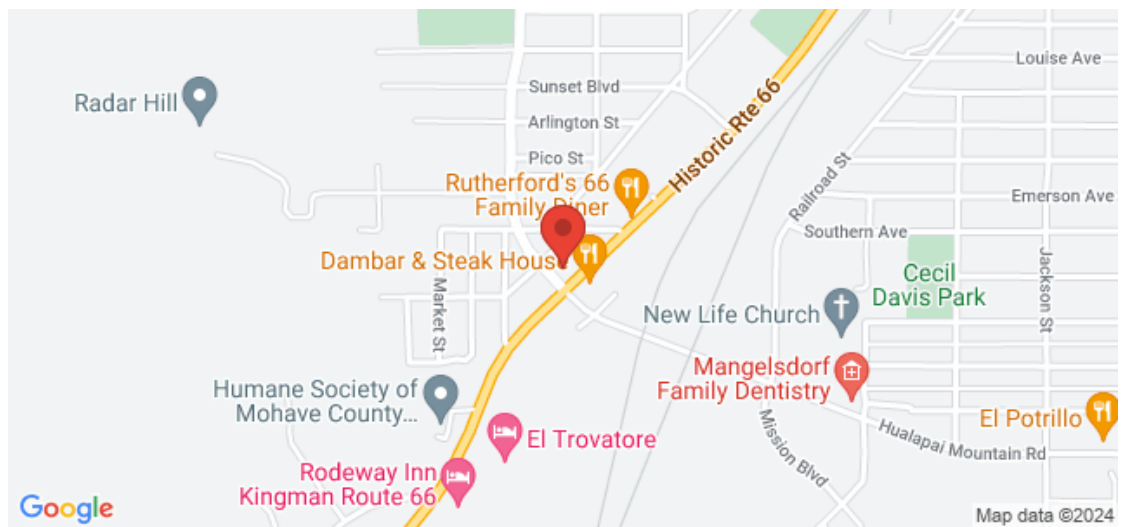 Louise Ave
Sunset Blvd
Radar Hill
Arlington St
Historic Rte 66
Pico St
Railroad St
Rutherford's 66
Family Diner
Emerson Ave
Southern Ave
Dambar & Steak House
Cecil
Davis Park
Jackson St
Market St
New Life Church
Mangelsdorf
Family Dentistry
Humane Society of
Mohave County...
El Potrillo
El Trovatore
Mission Blvd
Hualapai Mountain Rd
Rodeway Inn
Kingman Route 66
Google
Map data ©2024